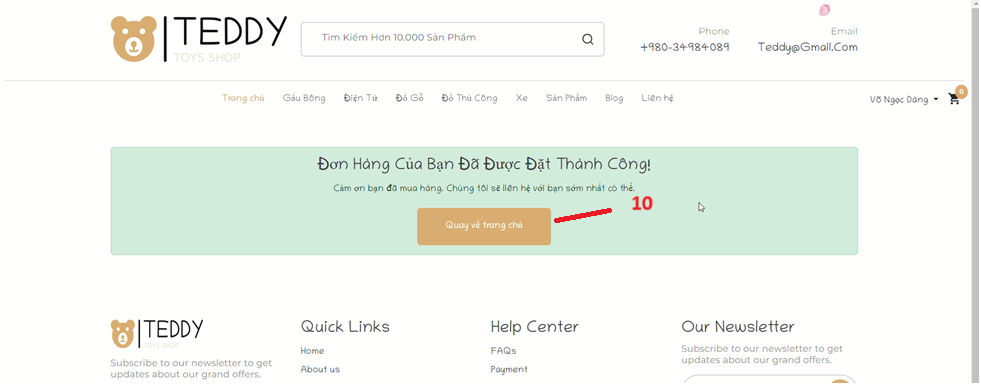 TEDDY
TOYS SHOP
Tìm Kiếm Hơn 10.000 Sản Phẩm
Phone
+980-34984089
Email
Teddy@Gmail.Com
Trang chủ Gấu Bông Điện Tử Đồ Gỗ Đồ Thủ Công Xe Sản Phẩm Blog Liên hệ
Võ Ngọc Dáng
0
Đơn Hàng Của Bạn Đã Được Đặt Thành Công!
Cảm ơn bạn đã mua hàng. Chúng tôi sẽ liên hệ với bạn sớm nhất có thể.
Quay về trang chủ
10
TEDDY
TOYS SHOP
Subscribe to our newsletter to get
updates about our grand offers.
Quick Links
Home
About us
Help Center
FAQs
Payment
Our Newsletter
Subscribe to our newsletter to get
updates about our grand offers.